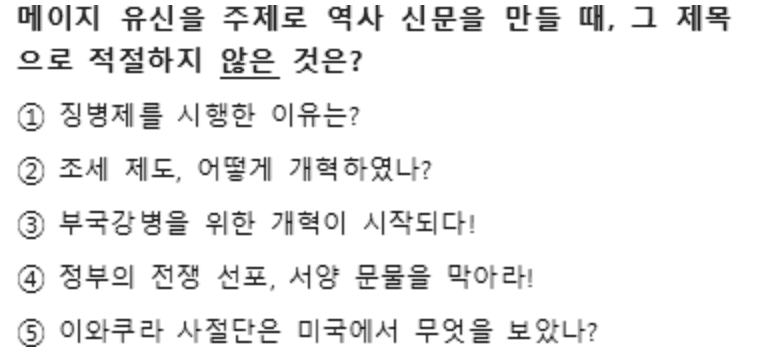 메이지 유신을 주제로 역사 신문을 만들 때, 그 제목
으로 적절하지 않은 것은?
① 징병제를 시행한 이유는?
② 조세 제도, 어떻게 개혁하였나?
③ 부국강병을 위한 개혁이 시작되다!
④ 정부의 전쟁 선포, 서양 문물을 막아라!
⑤ 이와쿠라 사절단은 미국에서 무엇을 보았나?